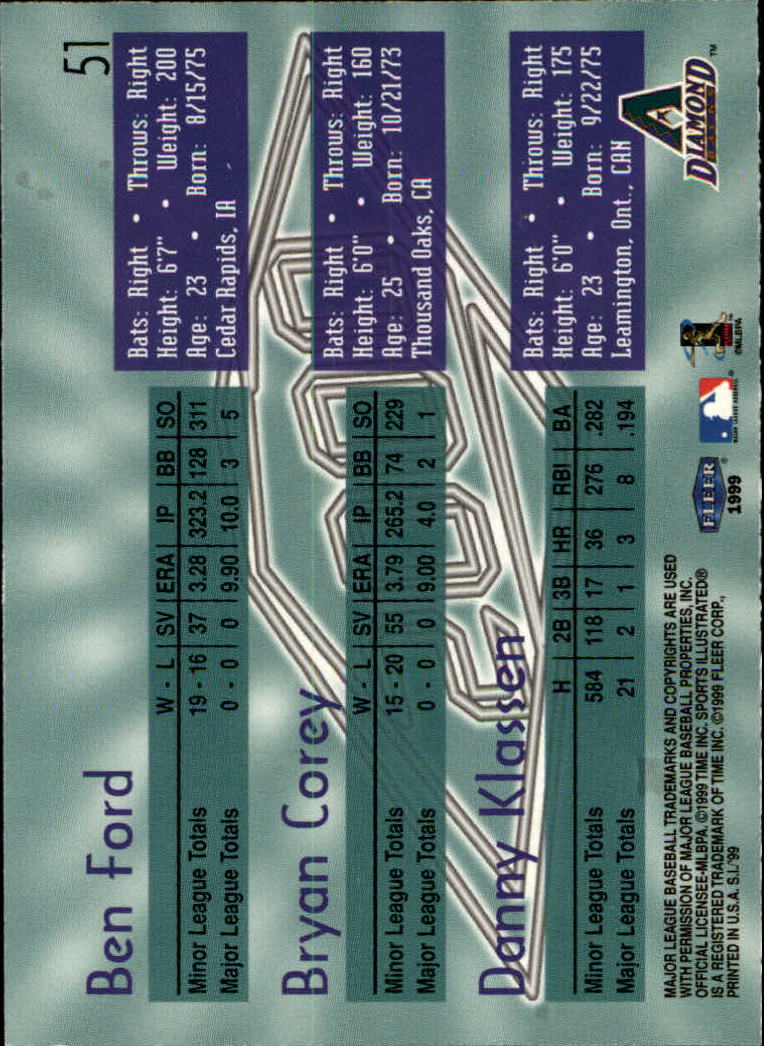 51
Ben Ford
W - L | SV | ERA | IP | BB | SO
Minor League Totals 19 - 16 37 3.28 323.2 128 311
Major League Totals 0 - 0 0 9.90 10.0 3 5
Bats: Right • Throws: Right
Height: 6'7" • Weight: 200
Age: 23 • Born: 8/15/75
Cedar Rapids, IA
Bryan Corey
W - L | SV | ERA | IP | BB | SO
Minor League Totals 15 - 20 55 3.79 265.2 74 229
Major League Totals 0 - 0 0 9.00 4.0 2 1
Bats: Right • Throws: Right
Height: 6'0" • Weight: 160
Age: 25 • Born: 10/21/73
Thousand Oaks, CA
Danny Klassen
H | 2B | 3B | HR | RBI | BA
Minor League Totals 584 118 17 36 276 .282
Major League Totals 21 2 1 3 8 .194
Bats: Right • Throws: Right
Height: 6'0" • Weight: 175
Age: 23 • Born: 9/22/75
Leamington, Ont., CAN
MAJOR LEAGUE BASEBALL TRADEMARKS AND COPYRIGHTS ARE USED
WITH PERMISSION OF MAJOR LEAGUE BASEBALL PROPERTIES, INC.
OFFICIAL LICENSEE-MLBPA. ©1999 TIME INC. SPORTS ILLUSTRATED®
IS A REGISTERED TRADEMARK OF TIME INC. ©1999 FLEER CORP.,
PRINTED IN U.S.A. S.I.'99
FLEER
1999
©MLBPA
DIAMOND
TM